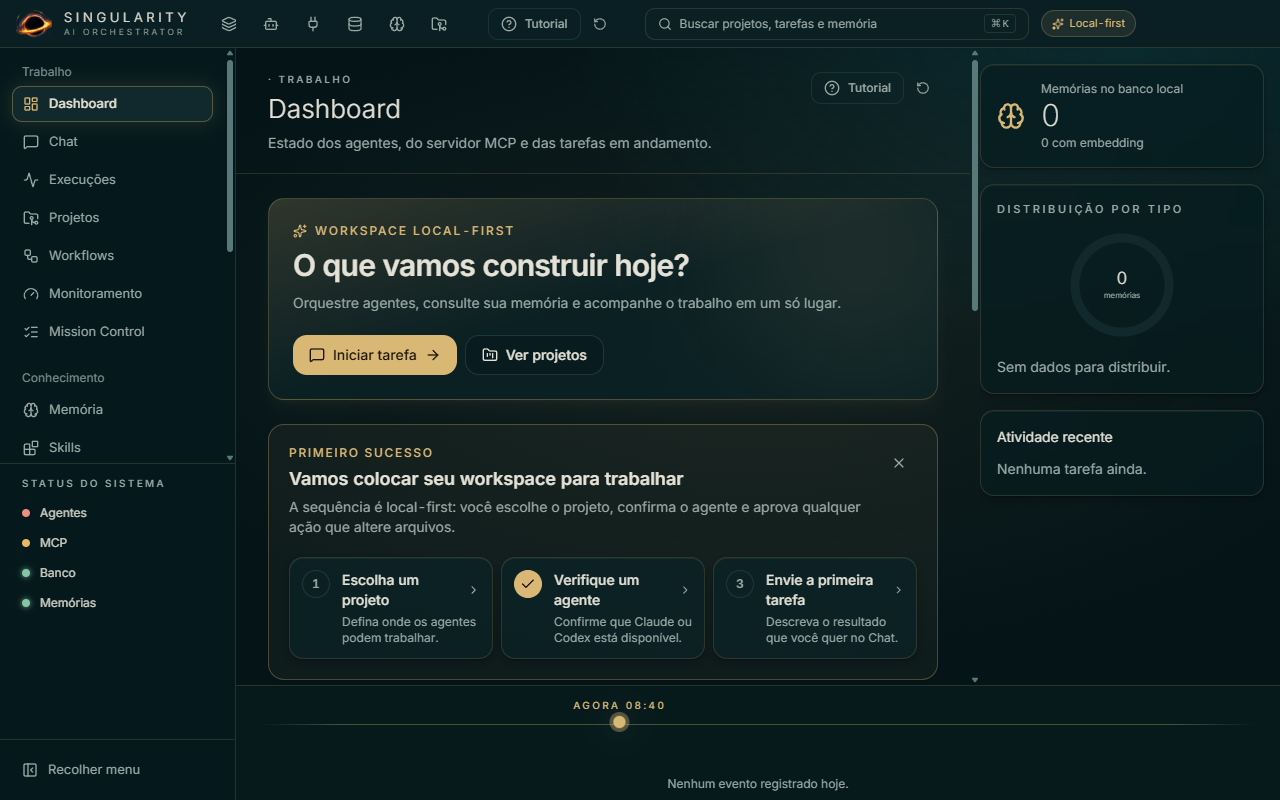 SINGULARITY
AI ORCHESTRATOR
Tutorial
Buscar projetos, tarefas e memória
⌘K
Local-first
Trabalho
Dashboard
Chat
Execuções
Projetos
Workflows
Monitoramento
Mission Control
Conhecimento
Memória
Skills
STATUS DO SISTEMA
Agentes
MCP
Banco
Memórias
Recolher menu
· TRABALHO
Dashboard
Estado dos agentes, do servidor MCP e das tarefas em andamento.
Tutorial
WORKSPACE LOCAL-FIRST
O que vamos construir hoje?
Orquestre agentes, consulte sua memória e acompanhe o trabalho em um só lugar.
Iniciar tarefa
Ver projetos
PRIMEIRO SUCESSO
Vamos colocar seu workspace para trabalhar
A sequência é local-first: você escolhe o projeto, confirma o agente e aprova qualquer
ação que altere arquivos.
1
Escolha um
projeto
Defina onde os agentes
podem trabalhar.
Verifique um
agente
Confirme que Claude ou
Codex está disponível.
3
Envie a primeira
tarefa
Descreva o resultado
que você quer no Chat.
Memórias no banco local
0
0 com embedding
DISTRIBUIÇÃO POR TIPO
0
memórias
Sem dados para distribuir.
Atividade recente
Nenhuma tarefa ainda.
AGORA 08:40
Nenhum evento registrado hoje.